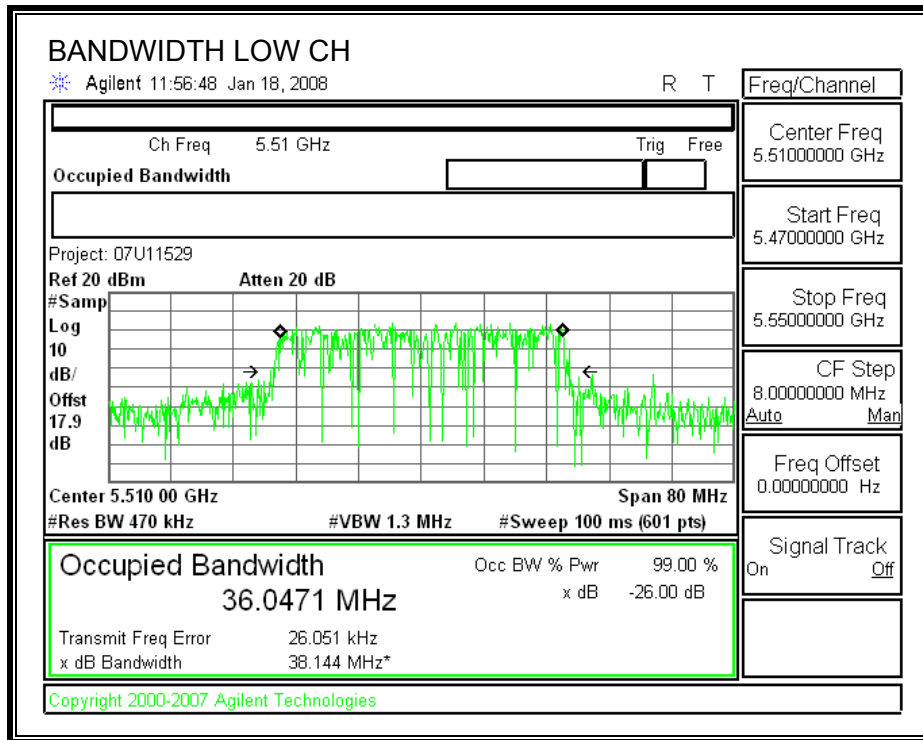 BANDWIDTH LOW CH
Agilent 11:56:48 Jan 18, 2008 R T
Freq/Channel
Ch Freq 5.51 GHz Trig Free
Occupied Bandwidth
Project: 07U11529
Ref 20 dBm Atten 20 dB
#Samp
Log
10
dB/
Offst
17.9
dB
Center 5.510 00 GHz Span 80 MHz
#Res BW 470 kHz #VBW 1.3 MHz #Sweep 100 ms (601 pts)
Occupied Bandwidth
36.0471 MHz
Occ BW % Pwr 99.00 %
x dB -26.00 dB
Transmit Freq Error 26.051 kHz
x dB Bandwidth 38.144 MHz*
Copyright 2000-2007 Agilent Technologies
Center Freq
5.51000000 GHz
Start Freq
5.47000000 GHz
Stop Freq
5.55000000 GHz
CF Step
8.00000000 MHz
Auto Man
Freq Offset
0.00000000 Hz
Signal Track
On Off